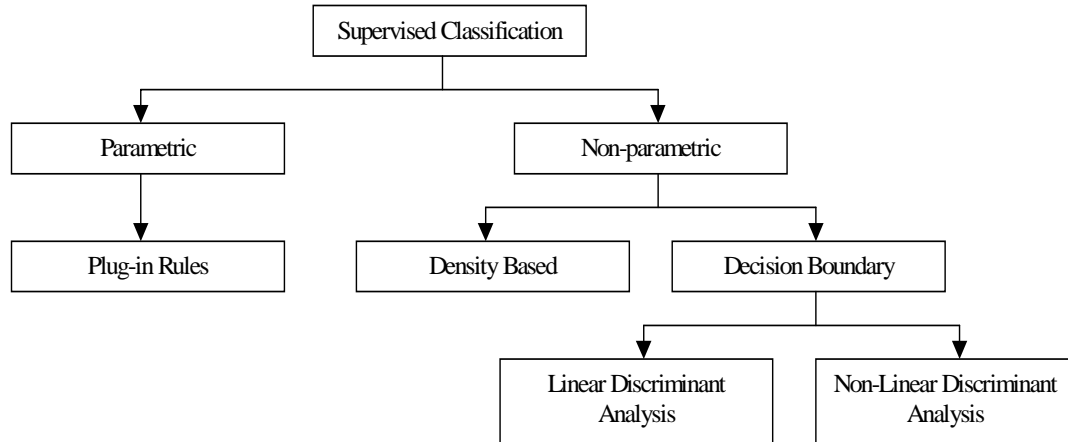 Supervised Classification
Parametric
Non-parametric
Plug-in Rules
Density Based
Decision Boundary
Linear Discriminant
Analysis
Non-Linear Discriminant
Analysis